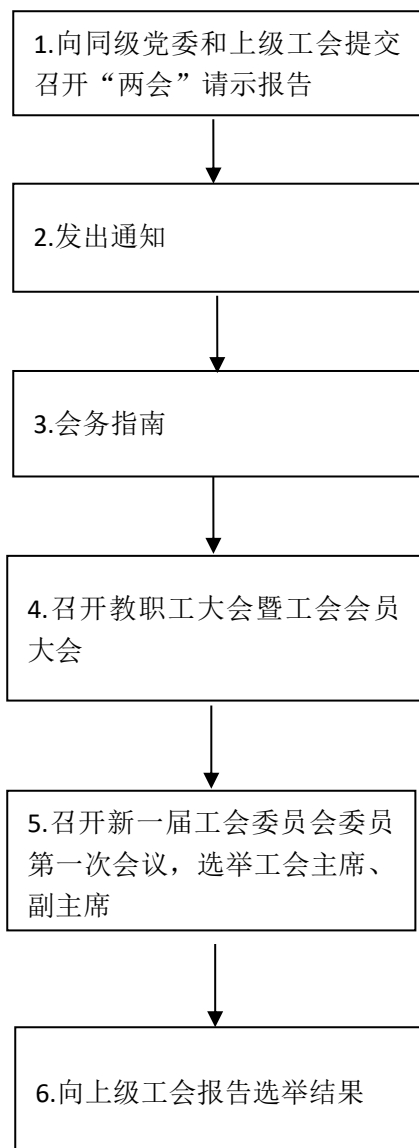 1.向同级党委和上级工会提交
召开“两会”请示报告
2.发出通知
3.会务指南
4.召开教职工大会暨工会会员
大会
5.召开新一届工会委员会委员
第一次会议，选举工会主席、
副主席
6.向上级工会报告选举结果